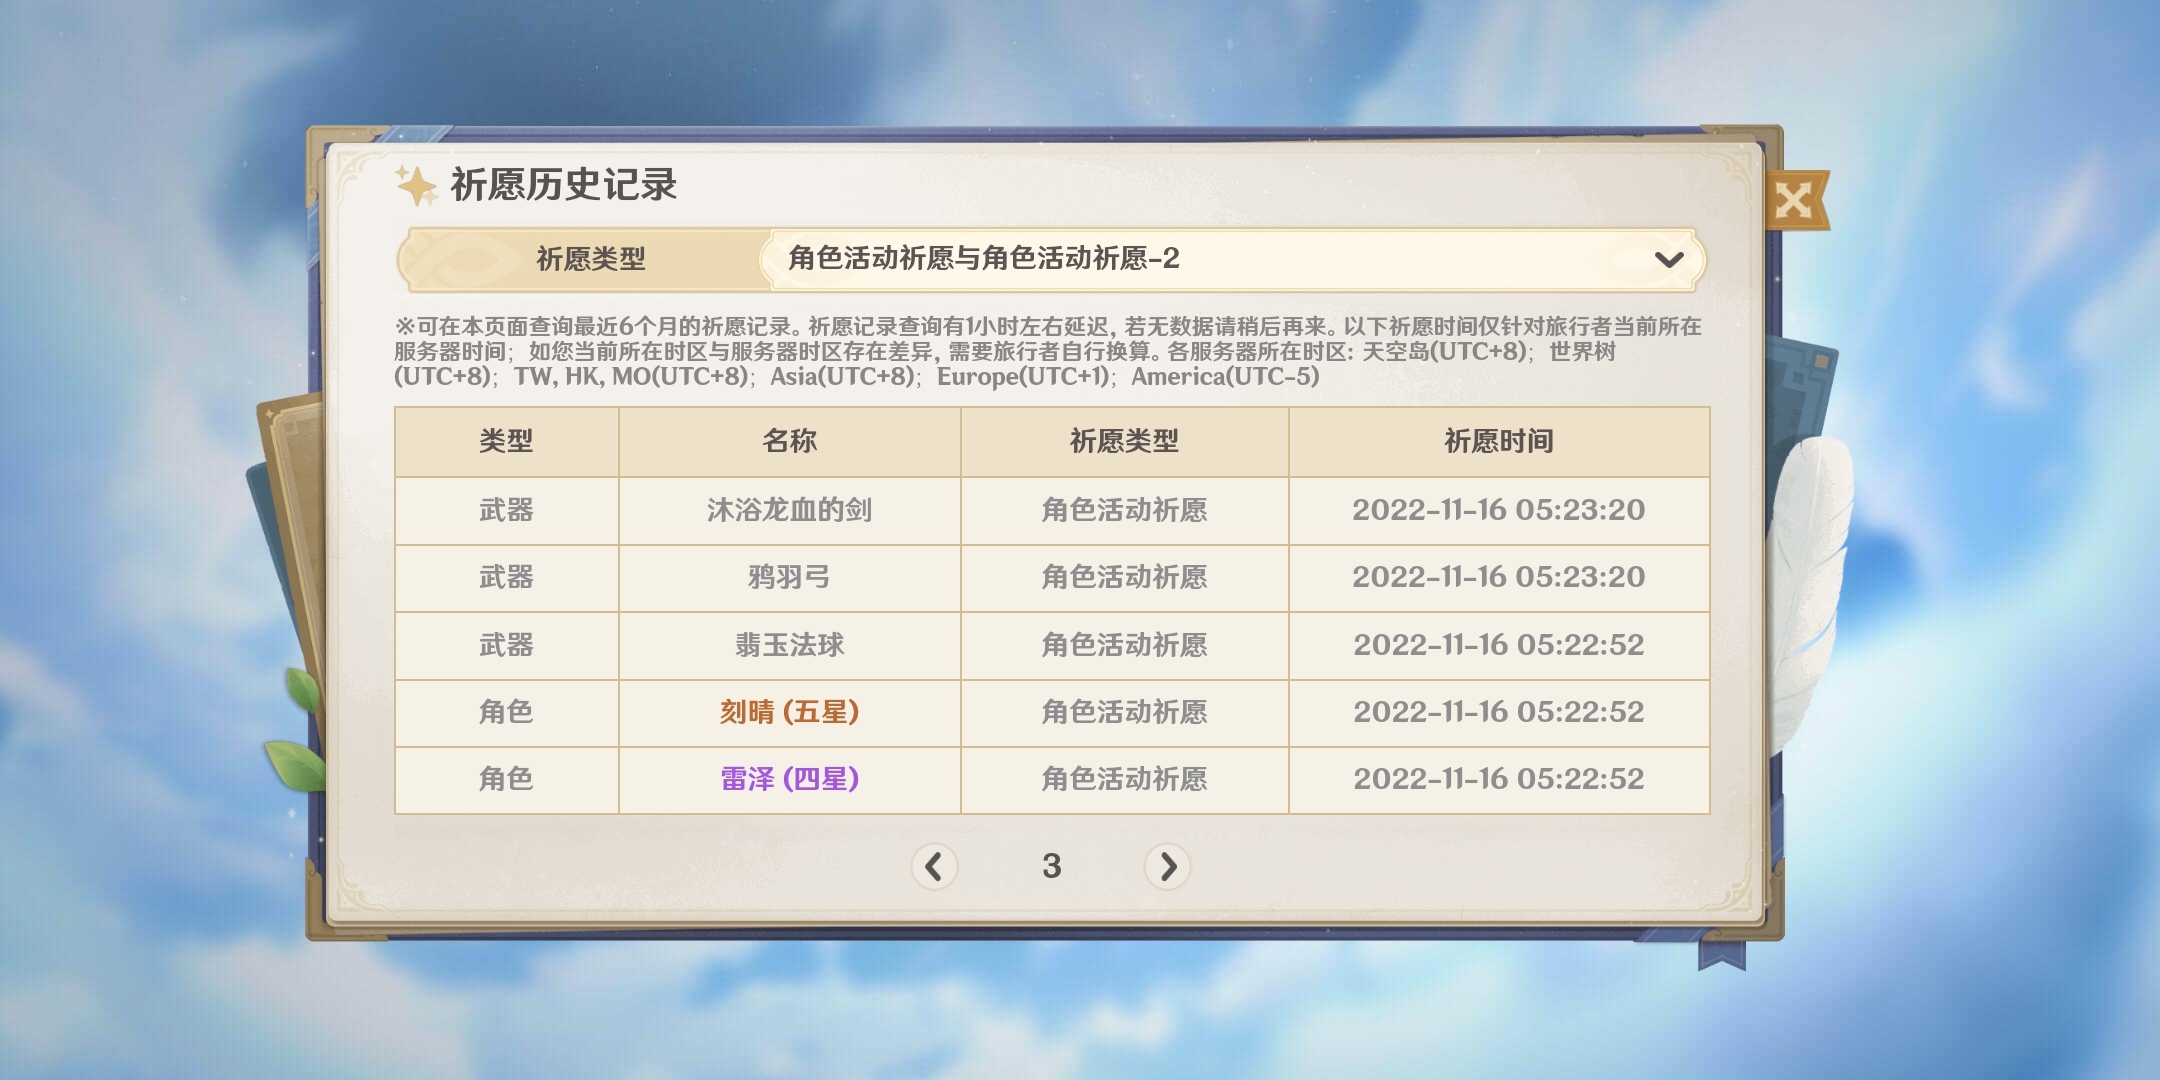 祈愿历史记录
祈愿类型 角色活动祈愿与角色活动祈愿-2
※可在本页面查询最近6个月的祈愿记录。祈愿记录查询有1小时左右延迟，若无数据请稍后再来。以下祈愿时间仅针对旅行者当前所在
服务器时间；如您当前所在时区与服务器时区存在差异，需要旅行者自行换算。各服务器所在时区：天空岛(UTC+8)；世界树
(UTC+8)；TW, HK, MO(UTC+8)；Asia(UTC+8)；Europe(UTC+1)；America(UTC-5)
类型 名称 祈愿类型 祈愿时间
武器 沐浴龙血的剑 角色活动祈愿 2022-11-16 05:23:20
武器 鸦羽弓 角色活动祈愿 2022-11-16 05:23:20
武器 翡玉法球 角色活动祈愿 2022-11-16 05:22:52
角色 刻晴 (五星) 角色活动祈愿 2022-11-16 05:22:52
角色 雷泽 (四星) 角色活动祈愿 2022-11-16 05:22:52
3